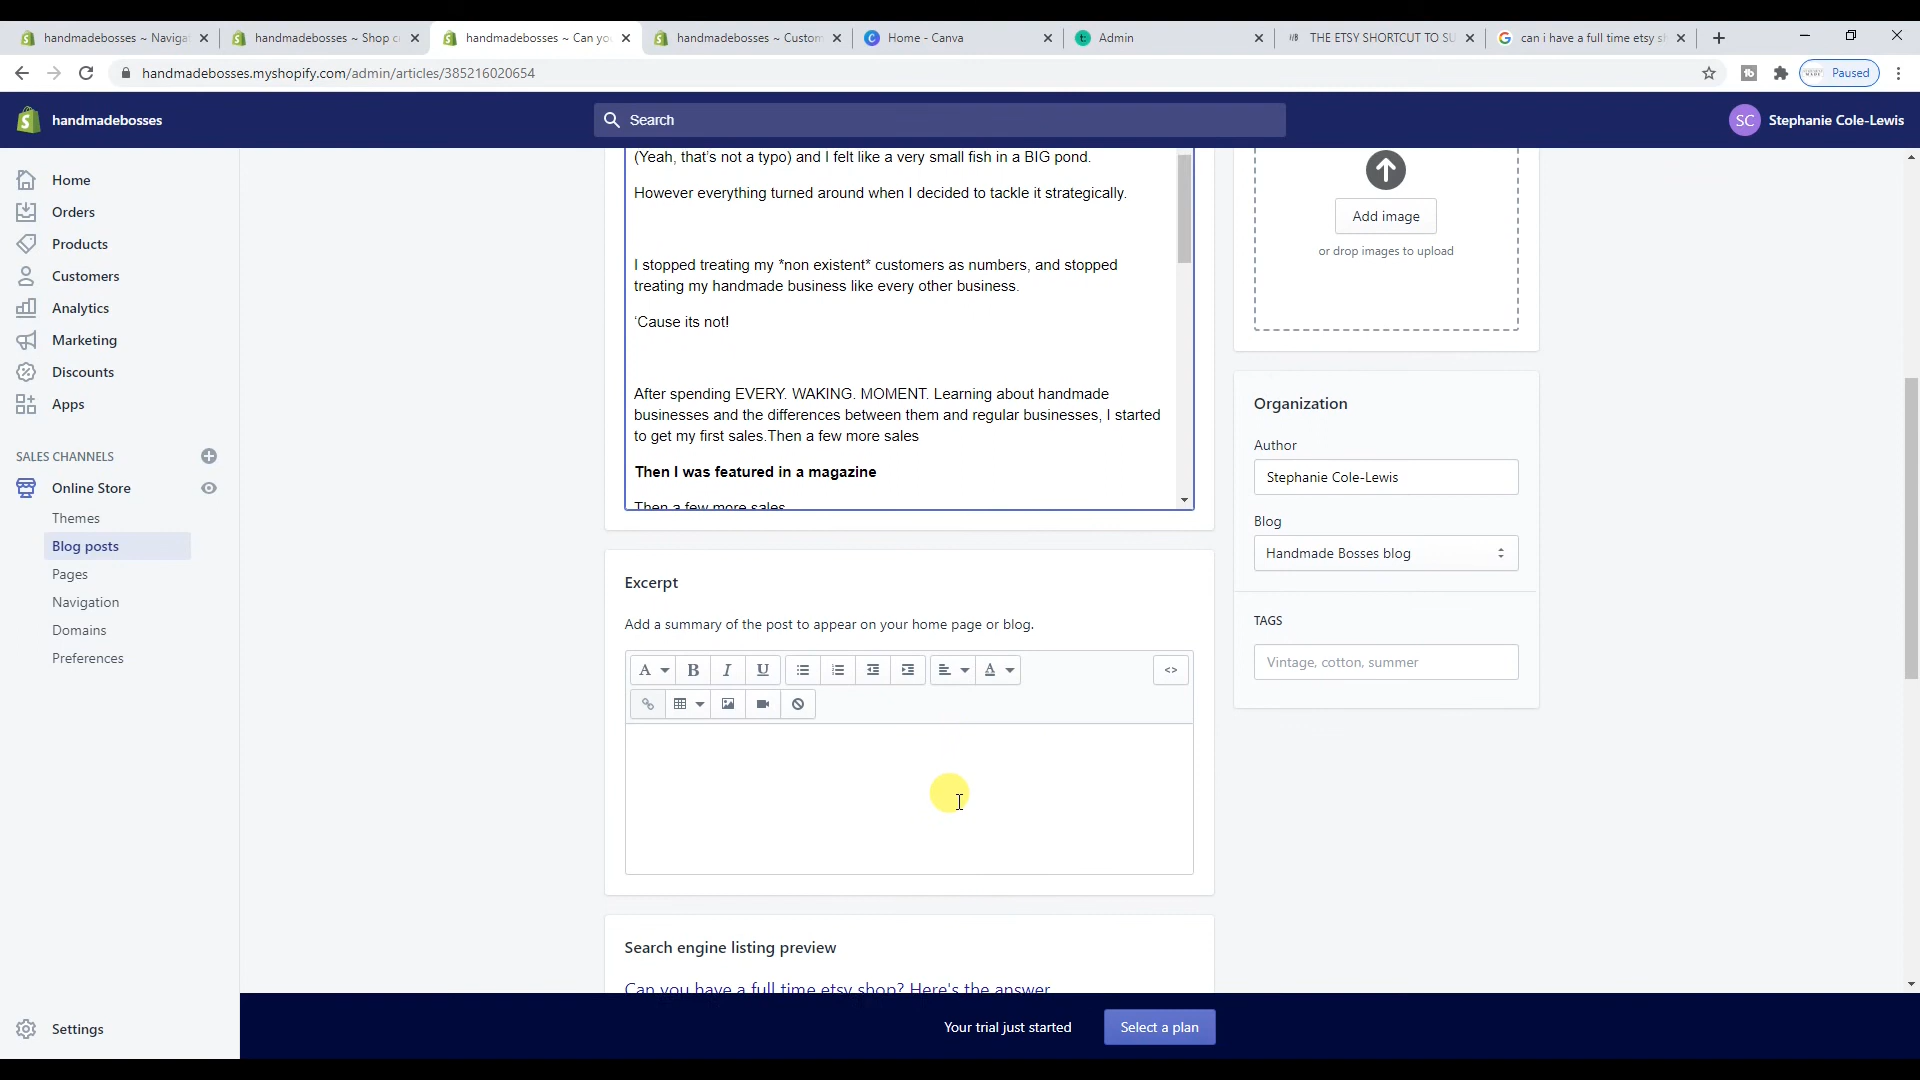 handmadebosses ~ Navigat
handmadebosses ~ Shop c
handmadebosses ~ Can yo
handmadebosses ~ Custom
Home - Canva
Admin
THE ETSY SHORTCUT TO SU
can i have a full time etsy sh
handmadebosses.myshopify.com/admin/articles/385216020654
Paused
handmadebosses
Search
SC
Stephanie Cole-Lewis
Home
Orders
Products
Customers
Analytics
Marketing
Discounts
Apps
SALES CHANNELS
Online Store
Themes
Blog posts
Pages
Navigation
Domains
Preferences
Settings
(Yeah, that’s not a typo) and I felt like a very small fish in a BIG pond.
However everything turned around when I decided to tackle it strategically.
I stopped treating my *non existent* customers as numbers, and stopped
treating my handmade business like every other business.
‘Cause its not!
After spending EVERY. WAKING. MOMENT. Learning about handmade
businesses and the differences between them and regular businesses, I started
to get my first sales.Then a few more sales
Then I was featured in a magazine
Then a few more sales
Excerpt
Add a summary of the post to appear on your home page or blog.
A
B
I
U
A
<>
Search engine listing preview
Can you have a full time etsy shop? Here's the answer
Add image
or drop images to upload
Organization
Author
Stephanie Cole-Lewis
Blog
Handmade Bosses blog
TAGS
Vintage, cotton, summer
Your trial just started
Select a plan